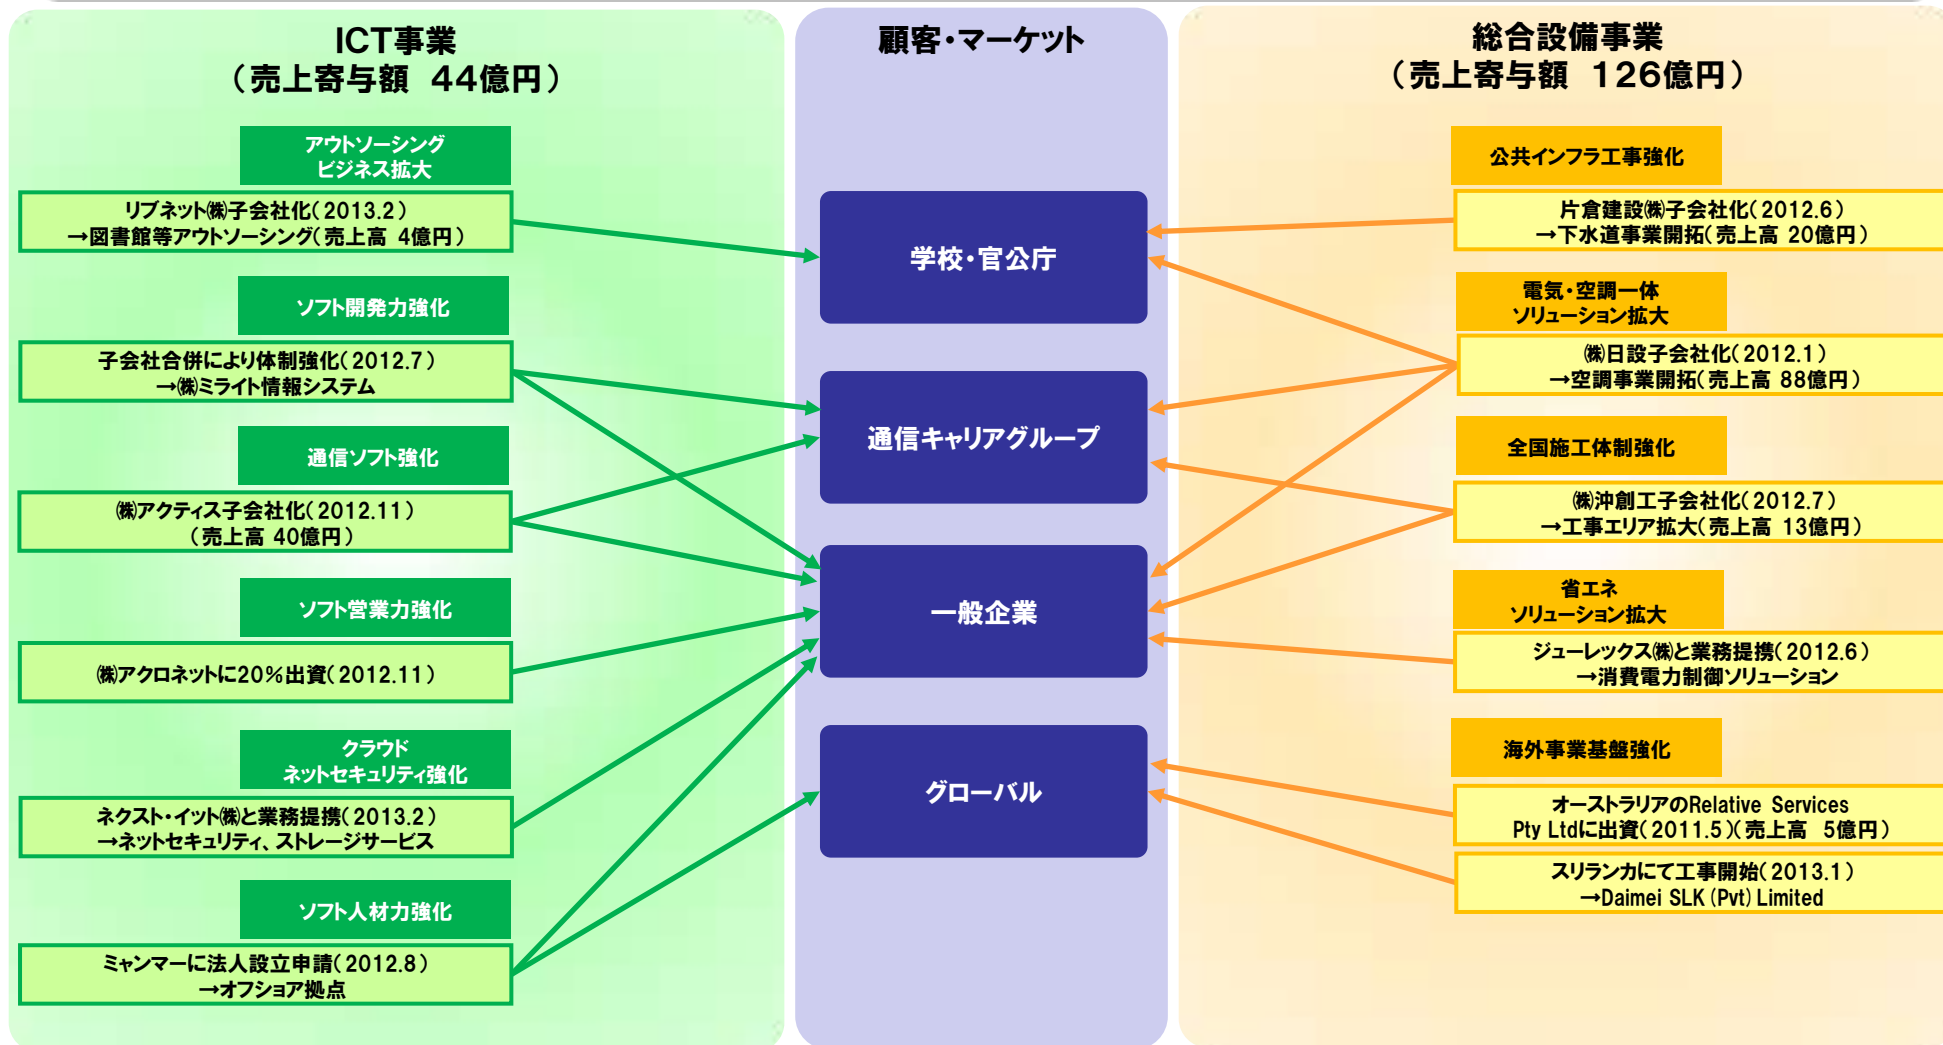 ICT事業
（売上寄与額 44億円）
アウトソーシング
ビジネス拡大
リブネット㈱子会社化（2013.2）
→図書館等アウトソーシング（売上高 4億円）
ソフト開発力強化
子会社合併により体制強化（2012.7）
→㈱ミライト情報システム
通信ソフト強化
㈱アクティス子会社化（2012.11）
（売上高 40億円）
ソフト営業力強化
㈱アクロネットに20％出資（2012.11）
クラウド
ネットセキュリティ強化
ネクスト・イット㈱と業務提携（2013.2）
→ネットセキュリティ、ストレージサービス
ソフト人材力強化
ミャンマーに法人設立申請（2012.8）
→オフショア拠点
顧客・マーケット
学校・官公庁
通信キャリアグループ
一般企業
グローバル
総合設備事業
（売上寄与額 126億円）
公共インフラ工事強化
片倉建設㈱子会社化（2012.6）
→下水道事業開拓（売上高 20億円）
電気・空調一体
ソリューション拡大
㈱日設子会社化（2012.1）
→空調事業開拓（売上高 88億円）
全国施工体制強化
㈱沖創工子会社化（2012.7）
→工事エリア拡大（売上高 13億円）
省エネ
ソリューション拡大
ジューレックス㈱と業務提携（2012.6）
→消費電力制御ソリューション
海外事業基盤強化
オーストラリアのRelative Services
Pty Ltdに出資（2011.5）（売上高 5億円）
スリランカにて工事開始（2013.1）
→Daimei SLK (Pvt) Limited